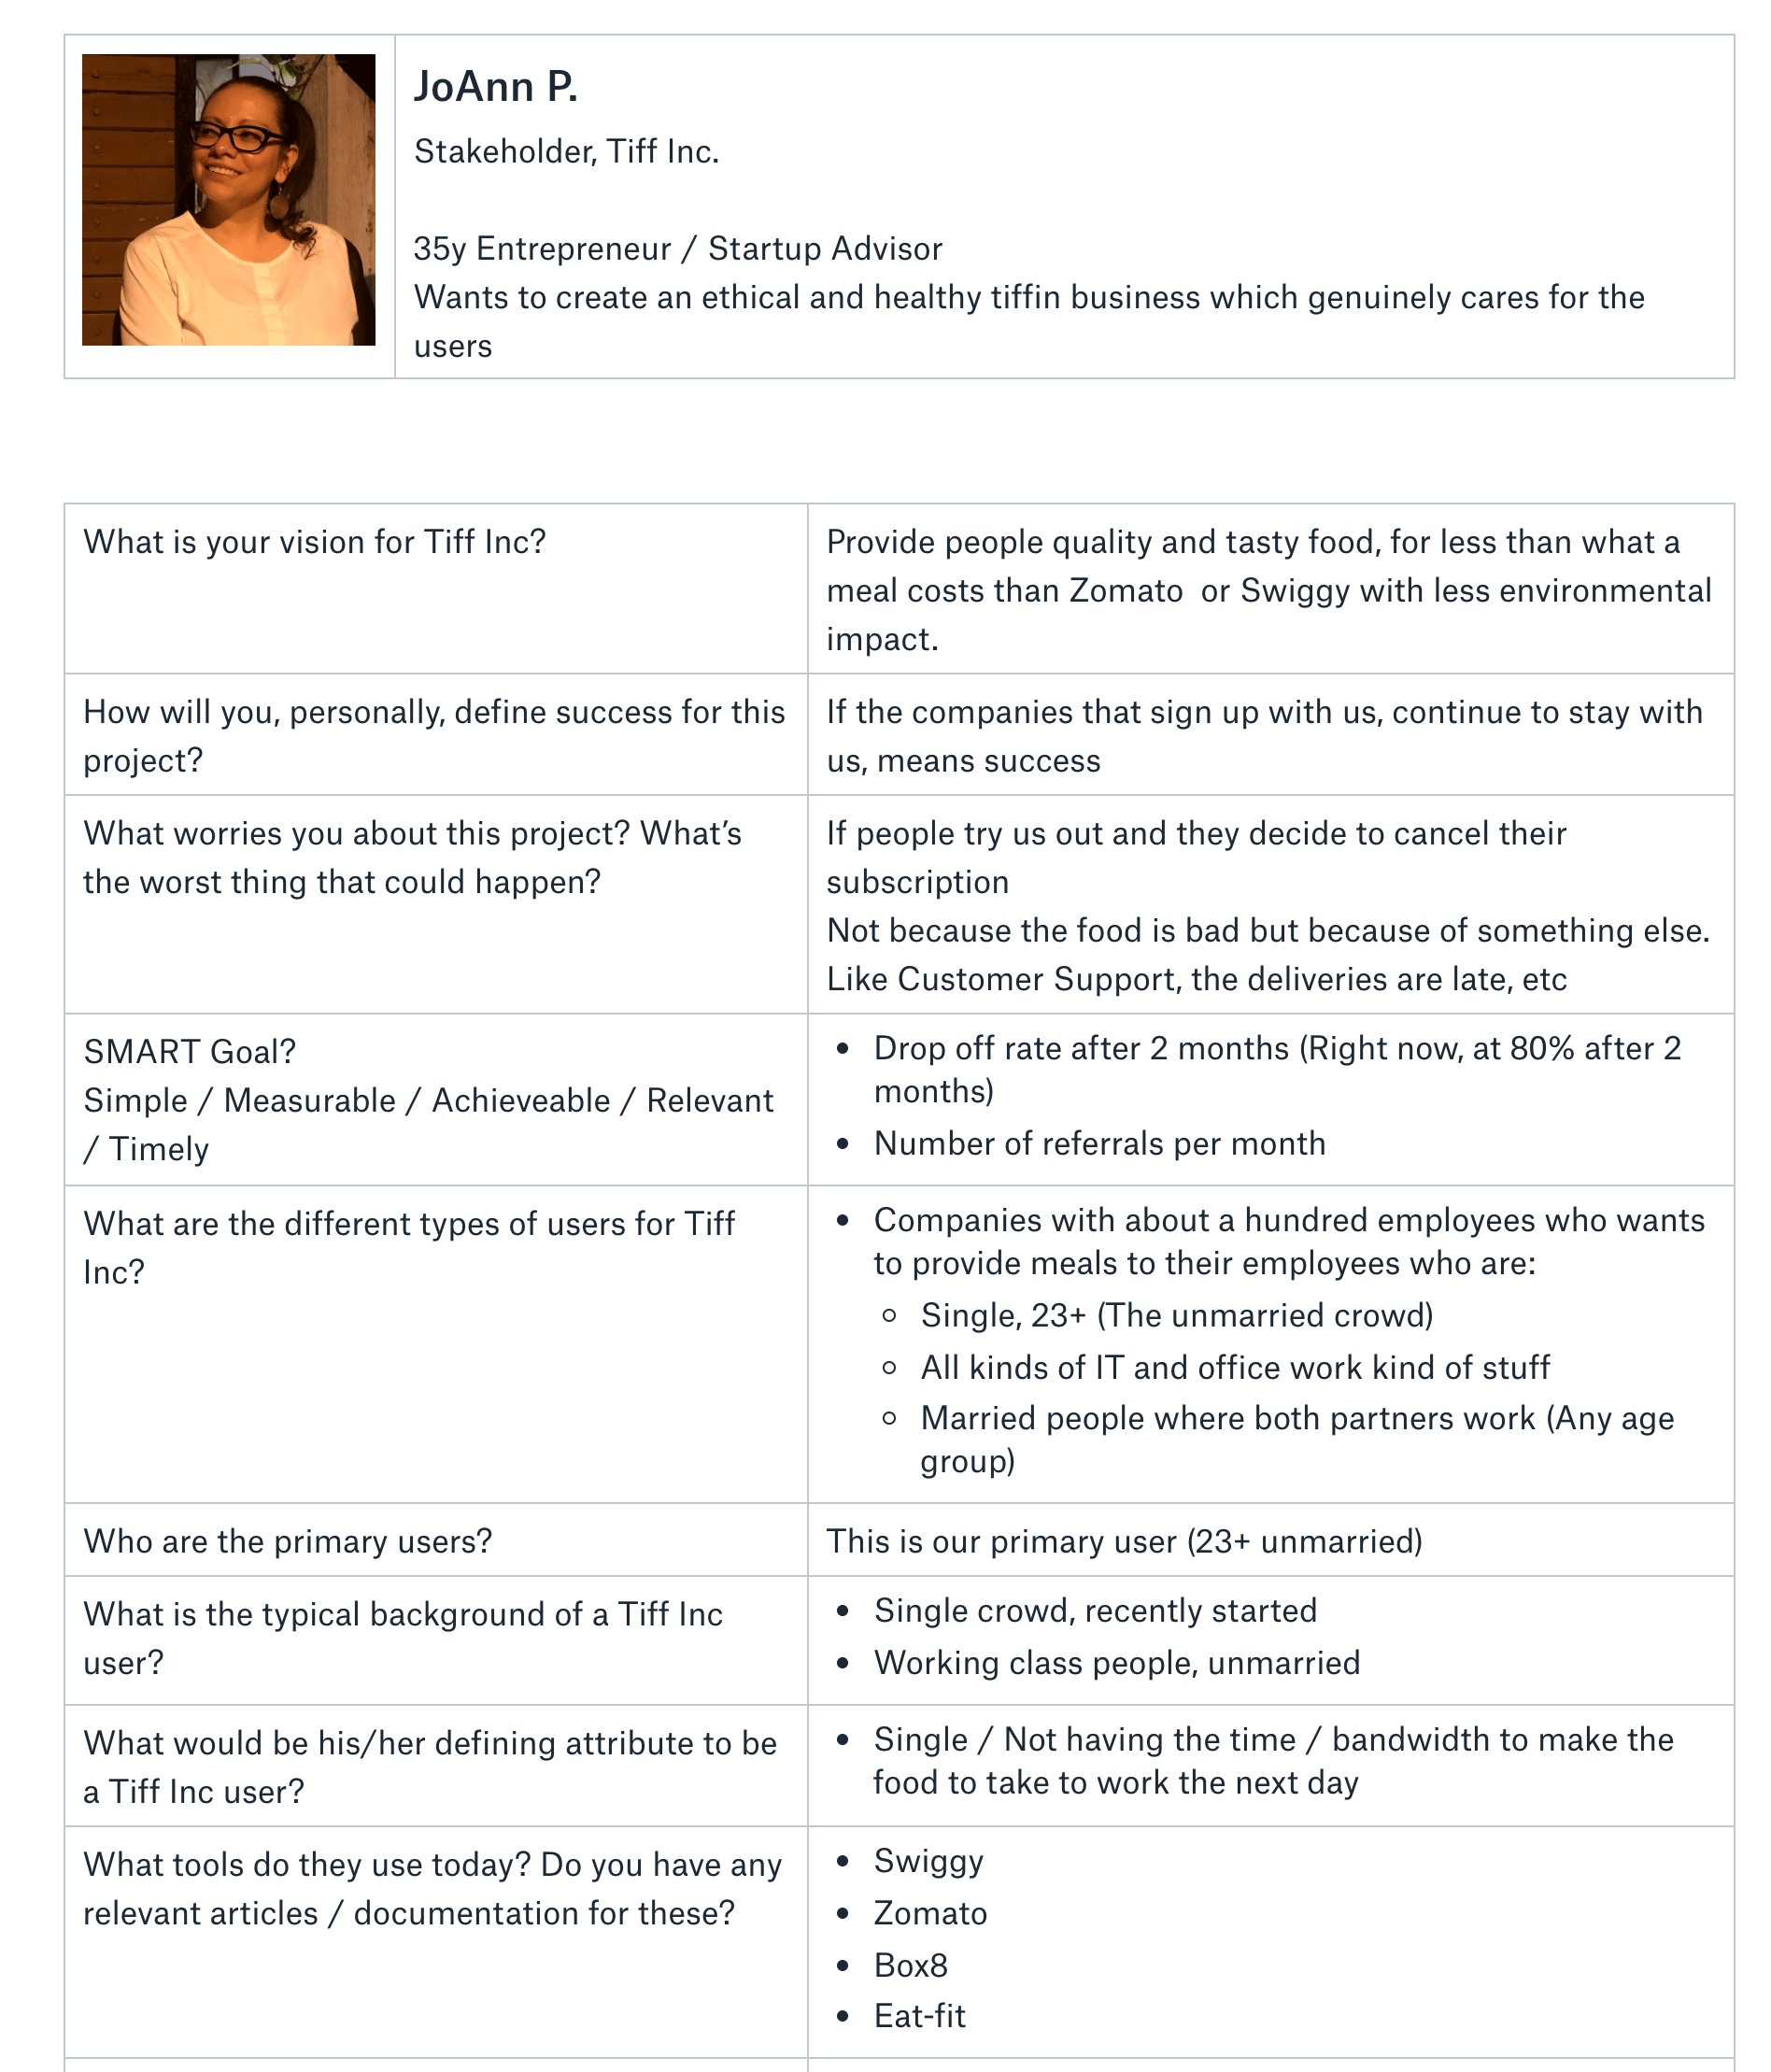 JoAnn P.
Stakeholder, Tiff Inc.
35y Entrepreneur / Startup Advisor
Wants to create an ethical and healthy tiffin business which genuinely cares for the
users
What is your vision for Tiff Inc?
Provide people quality and tasty food, for less than what a
meal costs than Zomato  or Swiggy with less environmental
impact.
How will you, personally, define success for this
project?
If the companies that sign up with us, continue to stay with
us, means success
What worries you about this project? What’s
the worst thing that could happen?
If people try us out and they decide to cancel their
subscription
Not because the food is bad but because of something else.
Like Customer Support, the deliveries are late, etc
SMART Goal?
Simple / Measurable / Achieveable / Relevant
/ Timely
• Drop off rate after 2 months (Right now, at 80% after 2
months)
• Number of referrals per month
What are the different types of users for Tiff
Inc?
• Companies with about a hundred employees who wants
to provide meals to their employees who are:
◦ Single, 23+ (The unmarried crowd)
◦ All kinds of IT and office work kind of stuff
◦ Married people where both partners work (Any age
group)
Who are the primary users?
This is our primary user (23+ unmarried)
What is the typical background of a Tiff Inc
user?
• Single crowd, recently started
• Working class people, unmarried
What would be his/her defining attribute to be
a Tiff Inc user?
• Single / Not having the time / bandwidth to make the
food to take to work the next day
What tools do they use today? Do you have any
relevant articles / documentation for these?
• Swiggy
• Zomato
• Box8
• Eat-fit